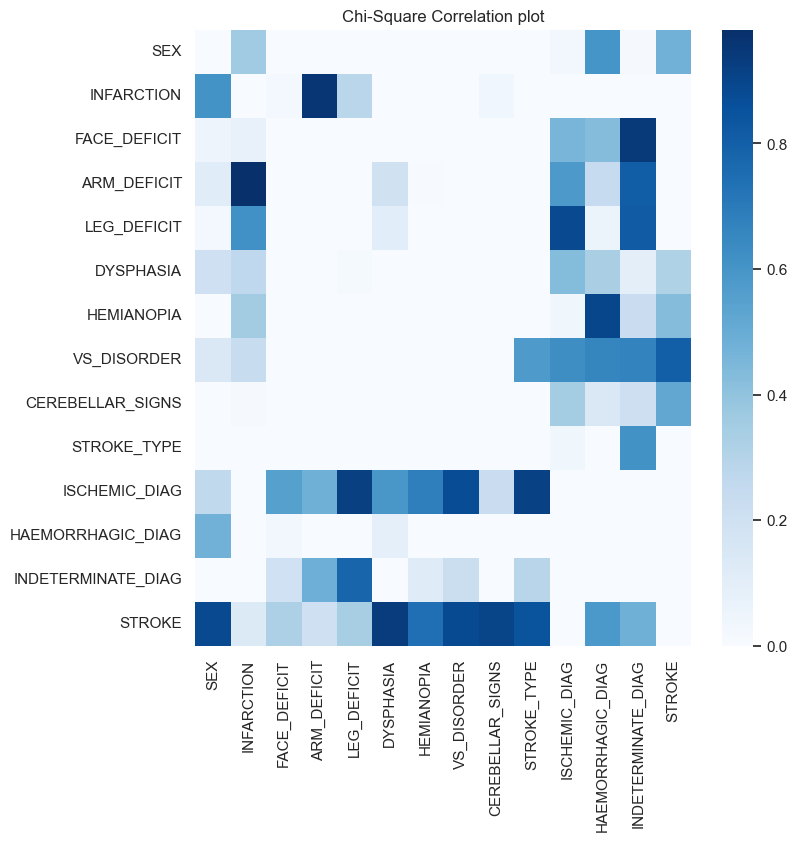 Chi-Square Correlation plot
SEX
INFARCTION
FACE_DEFICIT
ARM_DEFICIT
LEG_DEFICIT
DYSPHASIA
HEMIANOPIA
VS_DISORDER
CEREBELLAR_SIGNS
STROKE_TYPE
ISCHEMIC_DIAG
HAEMORRHAGIC_DIAG
INDETERMINATE_DIAG
STROKE
SEX
INFARCTION
FACE_DEFICIT
ARM_DEFICIT
LEG_DEFICIT
DYSPHASIA
HEMIANOPIA
VS_DISORDER
CEREBELLAR_SIGNS
STROKE_TYPE
ISCHEMIC_DIAG
HAEMORRHAGIC_DIAG
INDETERMINATE_DIAG
STROKE
0.8
0.6
0.4
0.2
0.0